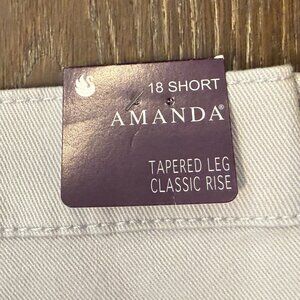 18 SHORT
AMANDA®
TAPERED LEG
CLASSIC RISE